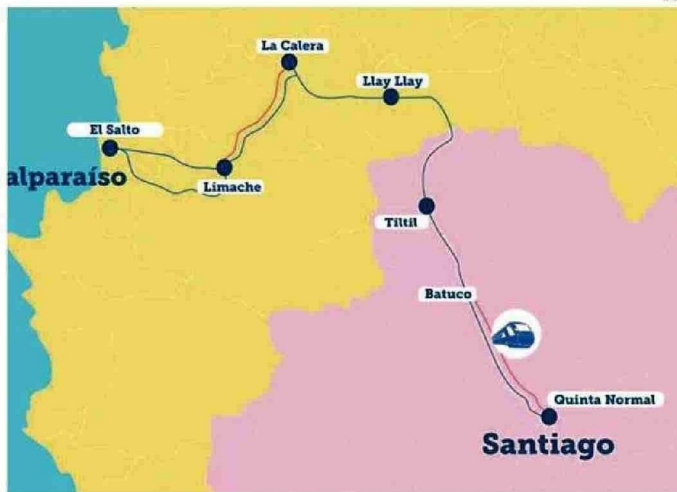 La Calera
Llay Llay
El Salto
alparaíso
Limache
Tiltil
Batuco
Quinta Normal
Santiago